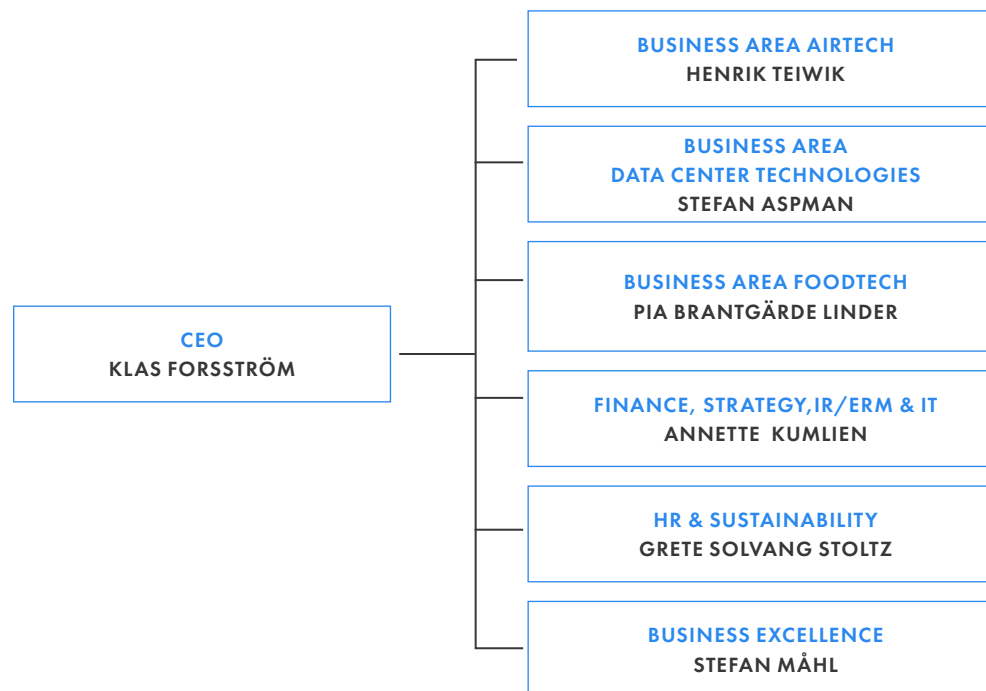 BUSINESS AREA AIRTECH
HENRIK TEIWIK
BUSINESS AREA
DATA CENTER TECHNOLOGIES
STEFAN ASPMAN
BUSINESS AREA FOODTECH
PIA BRANTGÄRDE LINDER
CEO
KLAS FORSSTRÖM
FINANCE, STRATEGY,IR/ERM & IT
ANNETTE KUMLIEN
HR & SUSTAINABILITY
GRETE SOLVANG STOLTZ
BUSINESS EXCELLENCE
STEFAN MÅHL